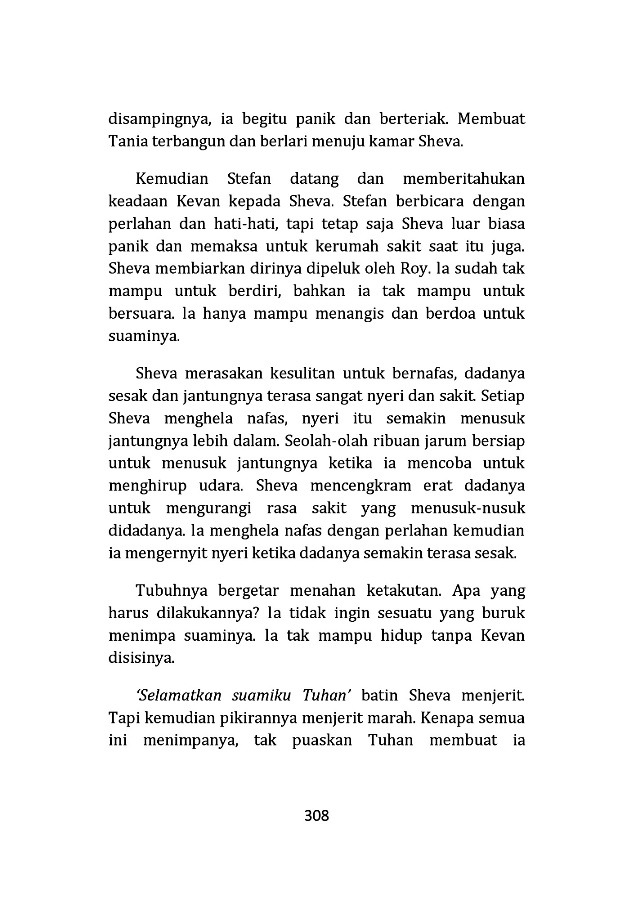 disampingnya, ia begitu panik dan berteriak. Membuat
Tania terbangun dan berlari menuju kamar Sheva.
Kemudian Stefan datang dan memberitahukan
keadaan Kevan kepada Sheva. Stefan berbicara dengan
perlahan dan hati-hati, tapi tetap saja Sheva luar biasa
panik dan memaksa untuk kerumah sakit saat itu juga.
Sheva membiarkan dirinya dipeluk oleh Roy. Ia sudah tak
mampu untuk berdiri, bahkan ia tak mampu untuk
bersuara. Ia hanya mampu menangis dan berdoa untuk
suaminya.
Sheva merasakan kesulitan untuk bernafas, dadanya
sesak dan jantungnya terasa sangat nyeri dan sakit. Setiap
Sheva menghela nafas, nyeri itu semakin menusuk
jantungnya lebih dalam. Seolah-olah ribuan jarum bersiap
untuk menusuk jantungnya ketika ia mencoba untuk
menghirup udara. Sheva mencengkram erat dadanya
untuk mengurangi rasa sakit yang menusuk-nusuk
didadanya. Ia menghela nafas dengan perlahan kemudian
ia mengernyit nyeri ketika dadanya semakin terasa sesak.
Tubuhnya bergetar menahan ketakutan. Apa yang
harus dilakukannya? Ia tidak ingin sesuatu yang buruk
menimpa suaminya. Ia tak mampu hidup tanpa Kevan
disisinya.
‘Selamatkan suamiku Tuhan’ batin Sheva menjerit.
Tapi kemudian pikirannya menjerit marah. Kenapa semua
ini menimpanya, tak puaskan Tuhan membuat ia
308